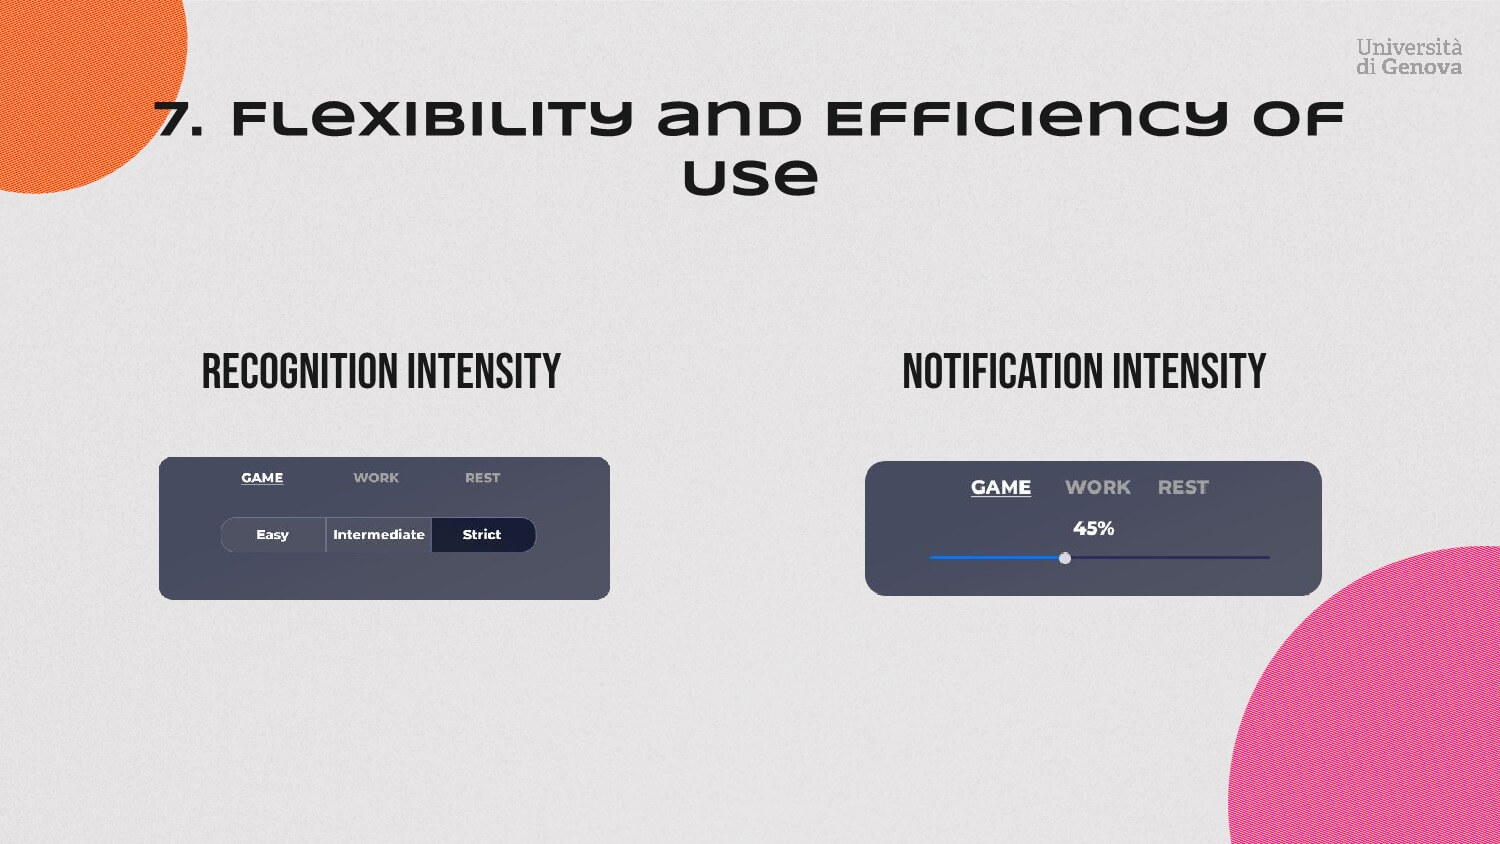 Università
di Genova
7. Flexibility and Efficiency of
Use
RECOGNITION INTENSITY
NOTIFICATION INTENSITY
GAME WORK REST
Easy Intermediate Strict
GAME WORK REST
45%